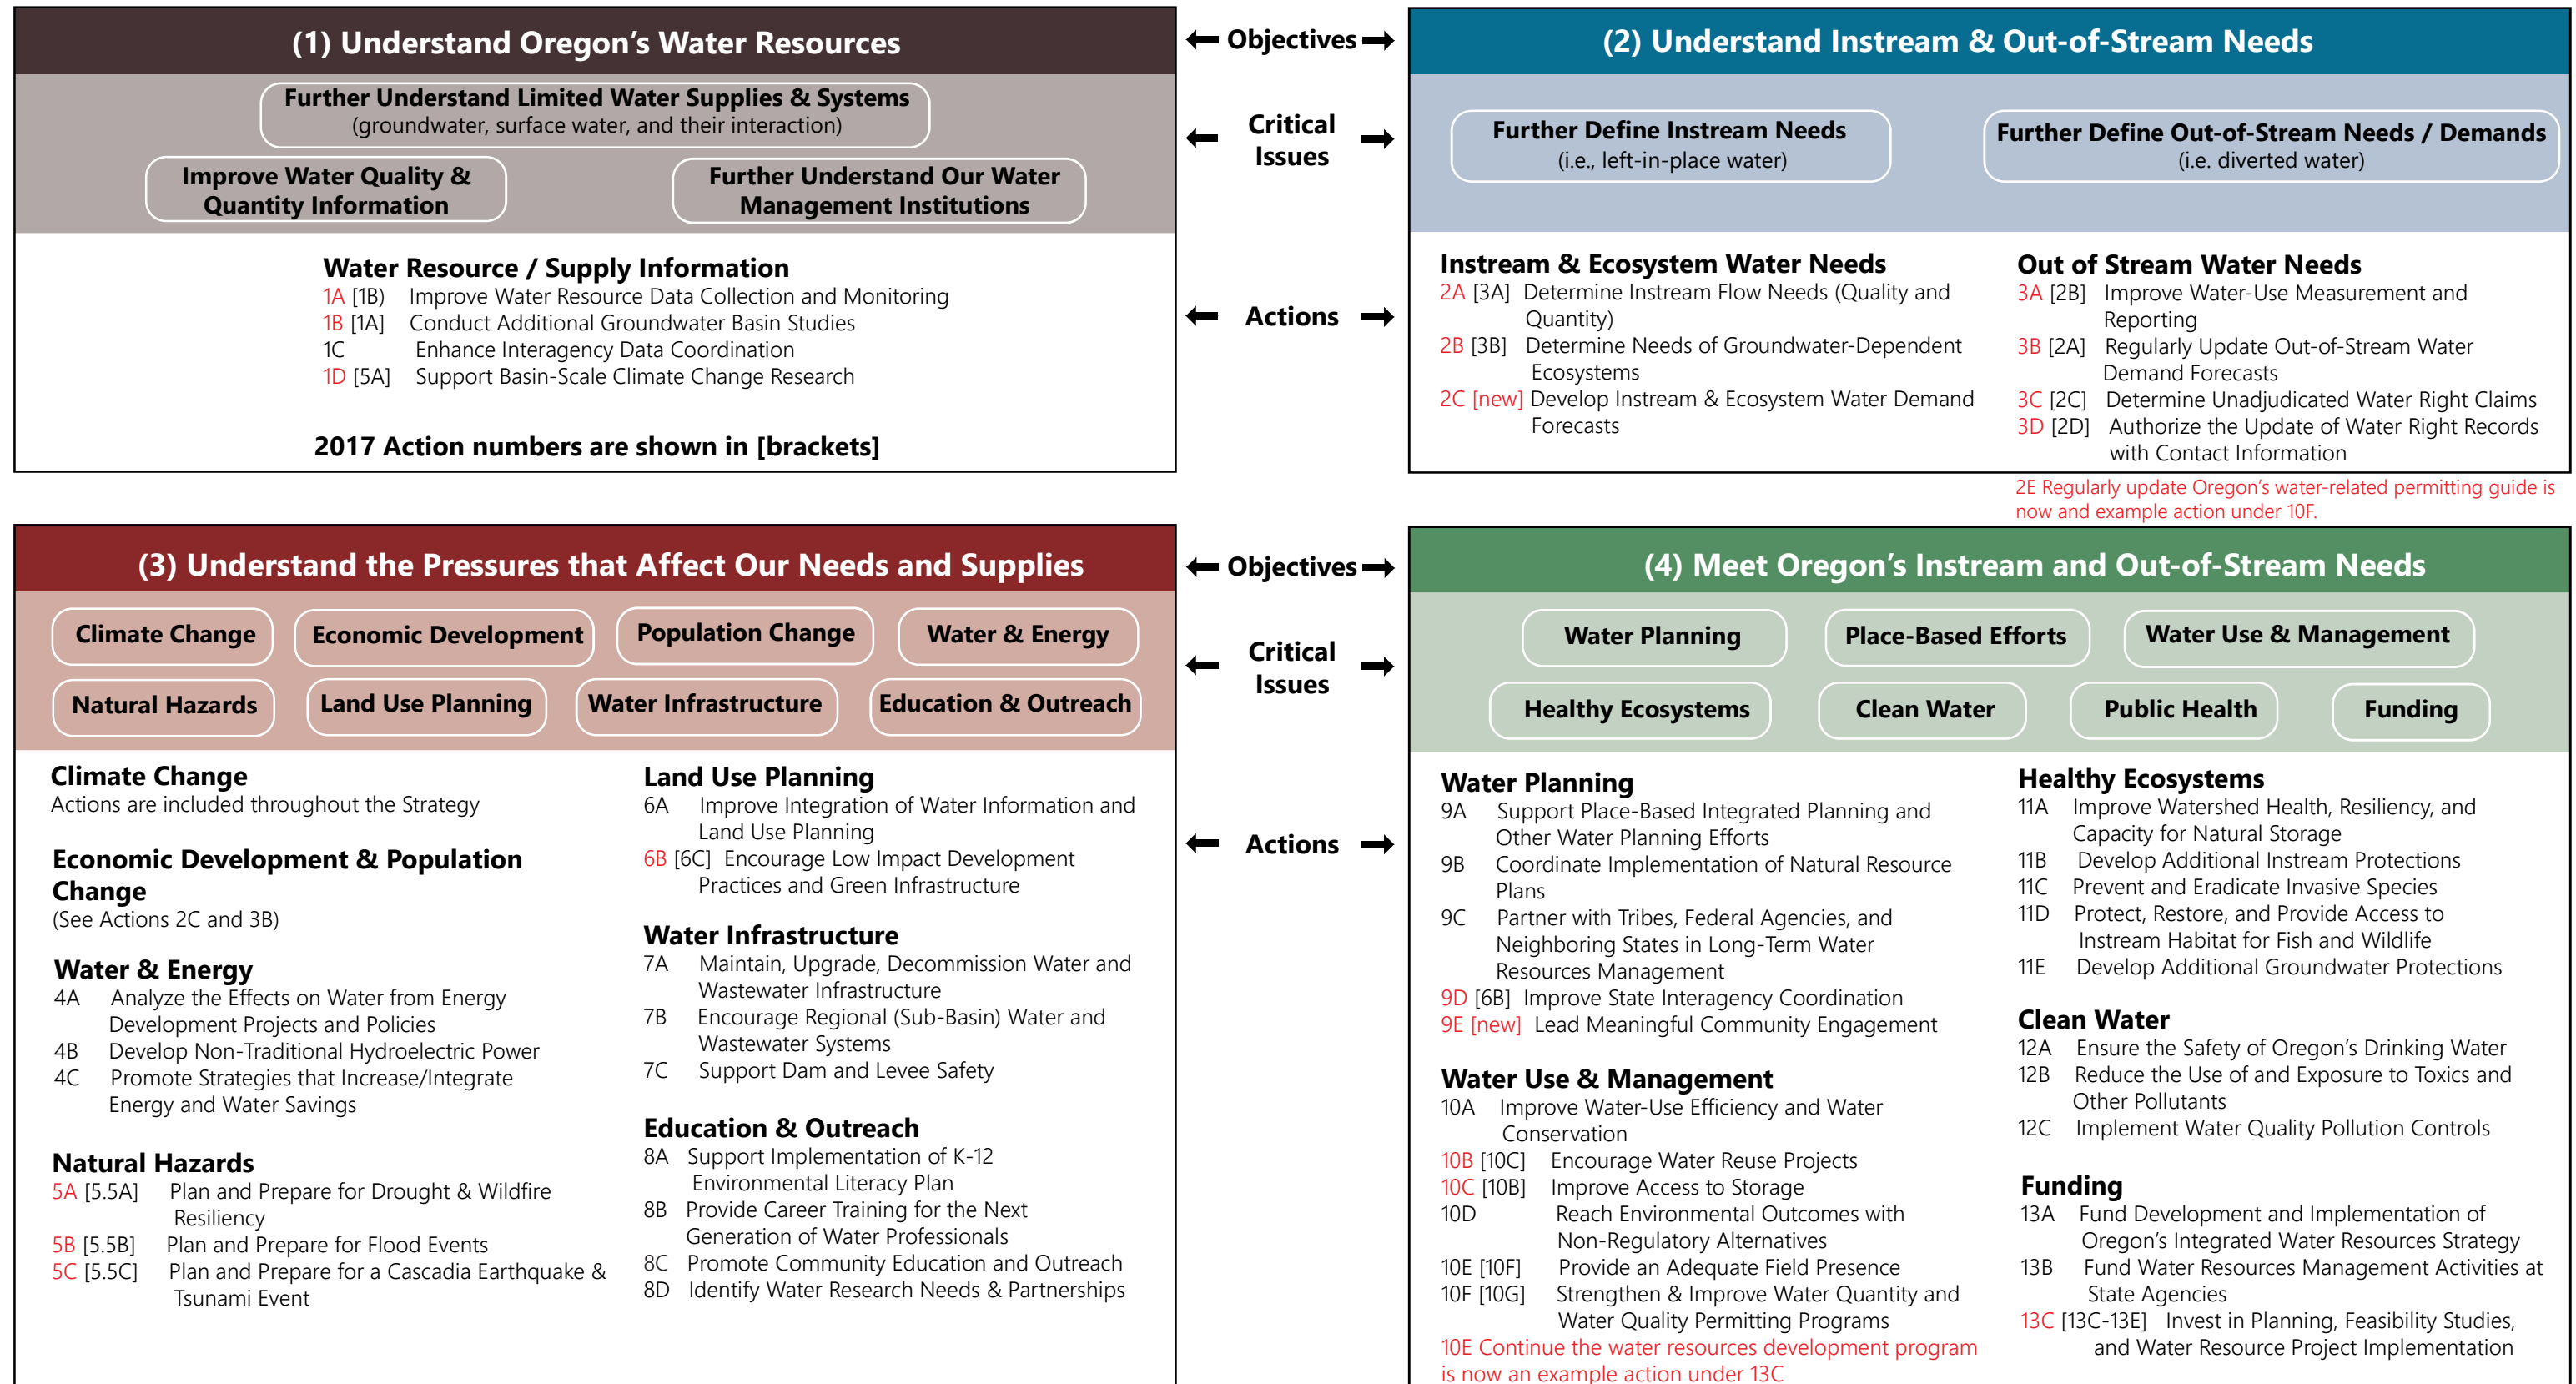 (1) Understand Oregon’s Water Resources
Further Understand Limited Water Supplies & Systems
(groundwater, surface water, and their interaction)
Improve Water Quality &
Quantity Information
Further Understand Our Water
Management Institutions
Water Resource / Supply Information
1A [1B) Improve Water Resource Data Collection and Monitoring
1B [1A] Conduct Additional Groundwater Basin Studies
1C Enhance Interagency Data Coordination
1D [5A] Support Basin-Scale Climate Change Research
2017 Action numbers are shown in [brackets]
Objectives
Critical
Issues
Actions
(2) Understand Instream & Out-of-Stream Needs
Further Define Instream Needs
(i.e., left-in-place water)
Further Define Out-of-Stream Needs / Demands
(i.e. diverted water)
Instream & Ecosystem Water Needs
2A [3A] Determine Instream Flow Needs (Quality and
Quantity)
2B [3B] Determine Needs of Groundwater-Dependent
Ecosystems
2C [new] Develop Instream & Ecosystem Water Demand
Forecasts
Out of Stream Water Needs
3A [2B] Improve Water-Use Measurement and
Reporting
3B [2A] Regularly Update Out-of-Stream Water
Demand Forecasts
3C [2C] Determine Unadjudicated Water Right Claims
3D [2D] Authorize the Update of Water Right Records
with Contact Information
2E Regularly update Oregon’s water-related permitting guide is
now and example action under 10F.
(3) Understand the Pressures that Affect Our Needs and Supplies
Climate Change
Economic Development
Population Change
Water & Energy
Natural Hazards
Land Use Planning
Water Infrastructure
Education & Outreach
Climate Change
Actions are included throughout the Strategy
Economic Development & Population
Change
(See Actions 2C and 3B)
Water & Energy
4A Analyze the Effects on Water from Energy
Development Projects and Policies
4B Develop Non-Traditional Hydroelectric Power
4C Promote Strategies that Increase/Integrate
Energy and Water Savings
Natural Hazards
5A [5.5A] Plan and Prepare for Drought & Wildfire
Resiliency
5B [5.5B] Plan and Prepare for Flood Events
5C [5.5C] Plan and Prepare for a Cascadia Earthquake &
Tsunami Event
Land Use Planning
6A Improve Integration of Water Information and
Land Use Planning
6B [6C] Encourage Low Impact Development
Practices and Green Infrastructure
Water Infrastructure
7A Maintain, Upgrade, Decommission Water and
Wastewater Infrastructure
7B Encourage Regional (Sub-Basin) Water and
Wastewater Systems
7C Support Dam and Levee Safety
Education & Outreach
8A Support Implementation of K-12
Environmental Literacy Plan
8B Provide Career Training for the Next
Generation of Water Professionals
8C Promote Community Education and Outreach
8D Identify Water Research Needs & Partnerships
Objectives
Critical
Issues
Actions
(4) Meet Oregon’s Instream and Out-of-Stream Needs
Water Planning
Place-Based Efforts
Water Use & Management
Healthy Ecosystems
Clean Water
Public Health
Funding
Water Planning
9A Support Place-Based Integrated Planning and
Other Water Planning Efforts
9B Coordinate Implementation of Natural Resource
Plans
9C Partner with Tribes, Federal Agencies, and
Neighboring States in Long-Term Water
Resources Management
9D [6B] Improve State Interagency Coordination
9E [new] Lead Meaningful Community Engagement
Water Use & Management
10A Improve Water-Use Efficiency and Water
Conservation
10B [10C] Encourage Water Reuse Projects
10C [10B] Improve Access to Storage
10D Reach Environmental Outcomes with
Non-Regulatory Alternatives
10E [10F] Provide an Adequate Field Presence
10F [10G] Strengthen & Improve Water Quantity and
Water Quality Permitting Programs
10E Continue the water resources development program
is now an example action under 13C
Healthy Ecosystems
11A Improve Watershed Health, Resiliency, and
Capacity for Natural Storage
11B Develop Additional Instream Protections
11C Prevent and Eradicate Invasive Species
11D Protect, Restore, and Provide Access to
Instream Habitat for Fish and Wildlife
11E Develop Additional Groundwater Protections
Clean Water
12A Ensure the Safety of Oregon’s Drinking Water
12B Reduce the Use of and Exposure to Toxics and
Other Pollutants
12C Implement Water Quality Pollution Controls
Funding
13A Fund Development and Implementation of
Oregon’s Integrated Water Resources Strategy
13B Fund Water Resources Management Activities at
State Agencies
13C [13C-13E] Invest in Planning, Feasibility Studies,
and Water Resource Project Implementation